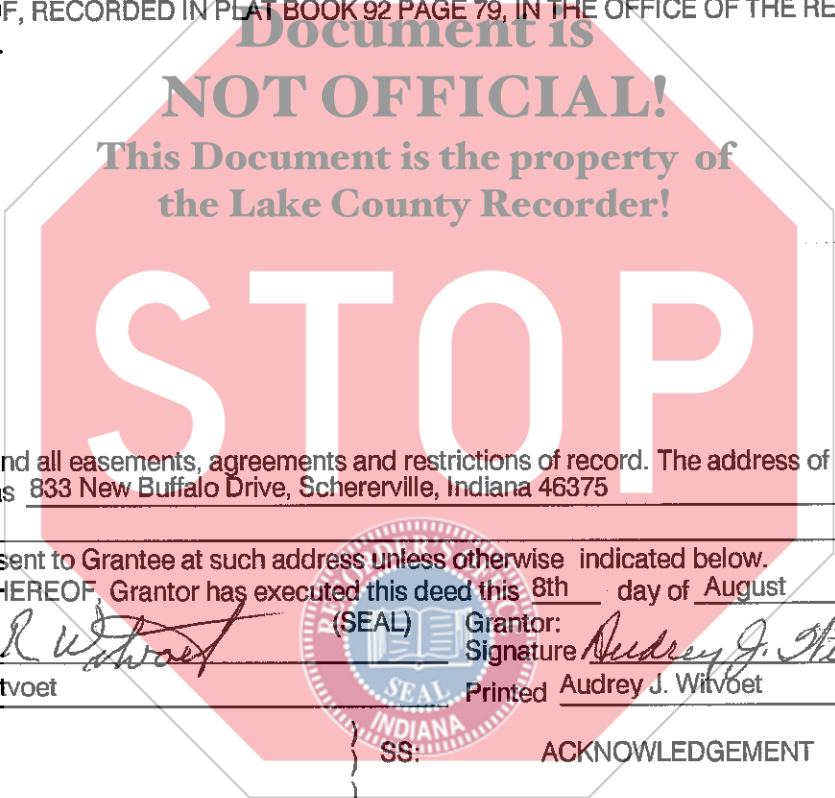 F, RECORDED IN PLAT BOOK 92 PAGE 79, IN THE OFFICE OF THE RE
.
Document is
NOT OFFICIAL!
This Document is the property of
the Lake County Recorder!
STOP
nd all easements, agreements and restrictions of record. The address of
s 833 New Buffalo Drive, Schererville, Indiana 46375
sent to Grantee at such address unless otherwise indicated below.
HEREOF, Grantor has executed this deed this 8th day of August
(SEAL) Grantor:
R Witvoet Signature Audrey J.
tvoet Printed Audrey J. Witvoet
RECORDER'S OFFICE
SEAL
INDIANA
) SS: ACKNOWLEDGEMENT
)